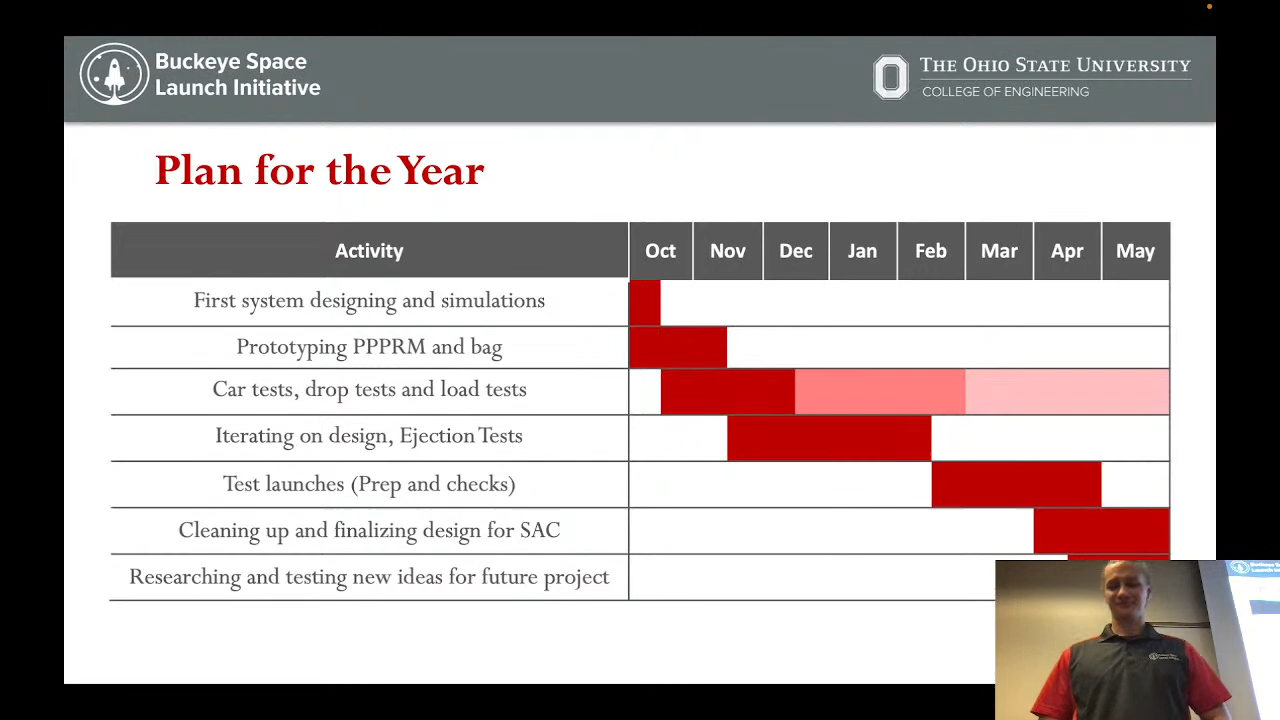 Buckeye Space
Launch Initiative
THE OHIO STATE UNIVERSITY
COLLEGE OF ENGINEERING
Plan for the Year
Activity Oct Nov Dec Jan Feb Mar Apr May
First system designing and simulations
Prototyping PPPRM and bag
Car tests, drop tests and load tests
Iterating on design, Ejection Tests
Test launches (Prep and checks)
Cleaning up and finalizing design for SAC
Researching and testing new ideas for future project